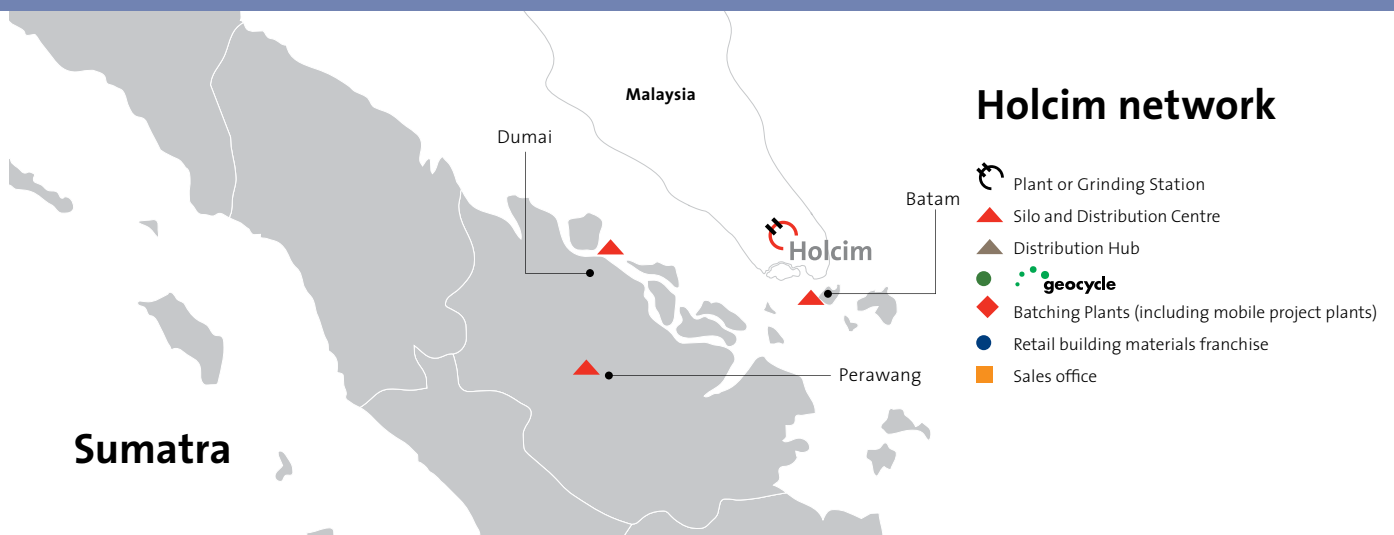 Malaysia
Dumai
Batam
Holcim
Perawang
Sumatra
Holcim network
Plant or Grinding Station
Silo and Distribution Centre
Distribution Hub
geocycle
Batching Plants (including mobile project plants)
Retail building materials franchise
Sales office